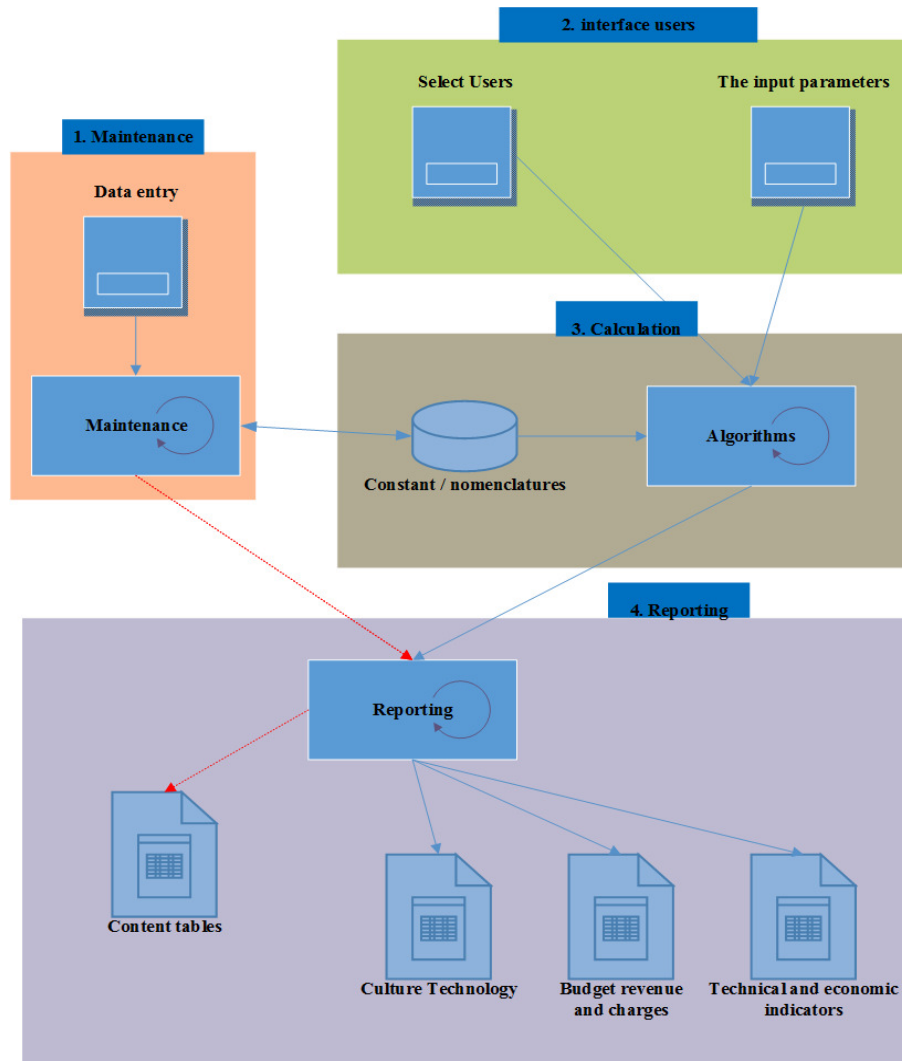 2. interface users
Select Users
The input parameters
1. Maintenance
Data entry
3. Calculation
Maintenance
Algorithms
Constant / nomenclatures
4. Reporting
Reporting
Content tables
Culture Technology
Budget revenue
and charges
Technical and economic
indicators